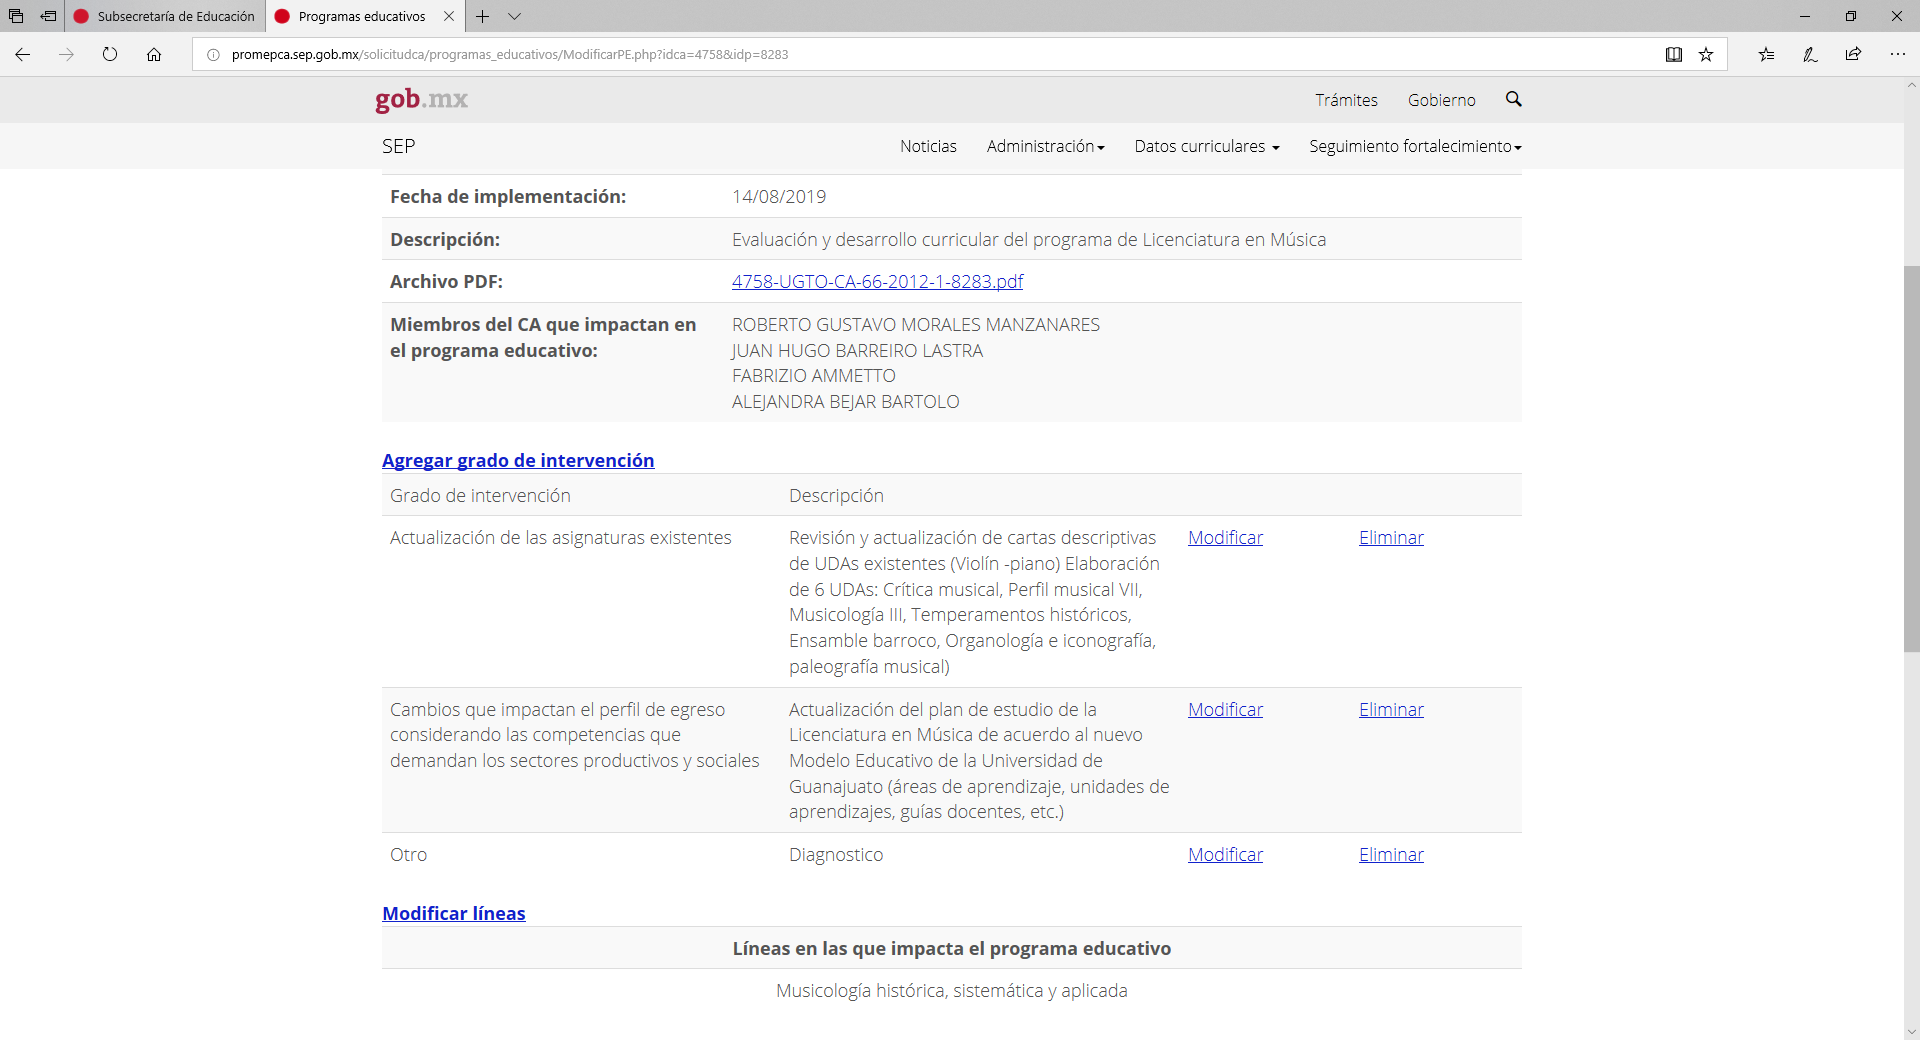 Subsecretaría de Educación
Programas educativos
promepca.sep.gob.mx/solicitudca/programas_educativos/ModificarPE.php?idca=4758&idp=8283
gob.mx
Trámites
Gobierno
SEP
Noticias
Administración
Datos curriculares
Seguimiento fortalecimiento
Fecha de implementación:
14/08/2019
Descripción:
Evaluación y desarrollo curricular del programa de Licenciatura en Música
Archivo PDF:
4758-UGTO-CA-66-2012-1-8283.pdf
Miembros del CA que impactan en
el programa educativo:
ROBERTO GUSTAVO MORALES MANZANARES
JUAN HUGO BARREIRO LASTRA
FABRIZIO AMMETTO
ALEJANDRA BEJAR BARTOLO
Agregar grado de intervención
Grado de intervención
Descripción
Actualización de las asignaturas existentes
Revisión y actualización de cartas descriptivas
de UDAs existentes (Violín -piano) Elaboración
de 6 UDAs: Crítica musical, Perfil musical VII,
Musicología III, Temperamentos históricos,
Ensamble barroco, Organología e iconografía,
paleografía musical)
Modificar
Eliminar
Cambios que impactan el perfil de egreso
considerando las competencias que
demandan los sectores productivos y sociales
Actualización del plan de estudio de la
Licenciatura en Música de acuerdo al nuevo
Modelo Educativo de la Universidad de
Guanajuato (áreas de aprendizaje, unidades de
aprendizajes, guías docentes, etc.)
Modificar
Eliminar
Otro
Diagnostico
Modificar
Eliminar
Modificar líneas
Líneas en las que impacta el programa educativo
Musicología histórica, sistemática y aplicada